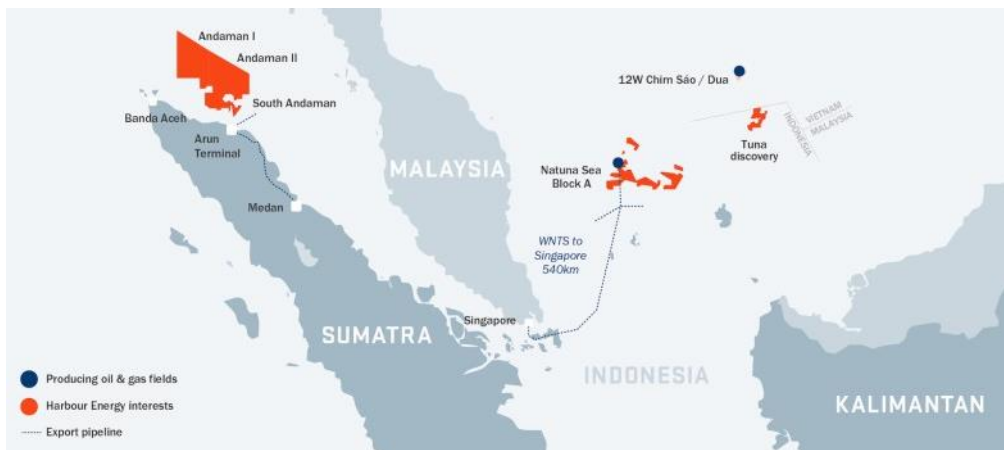 Andaman I
Andaman II
South Andaman
Banda Aceh
Arun
Terminal
Medan
MALAYSIA
12W Chim Sáo / Dua
VIETNAM
INDONESIA
MALAYSIA
Tuna
discovery
Natuna Sea
Block A
WNTS to
Singapore
540km
Singapore
SUMATRA
INDONESIA
KALIMANTAN
Producing oil & gas fields
Harbour Energy interests
Export pipeline